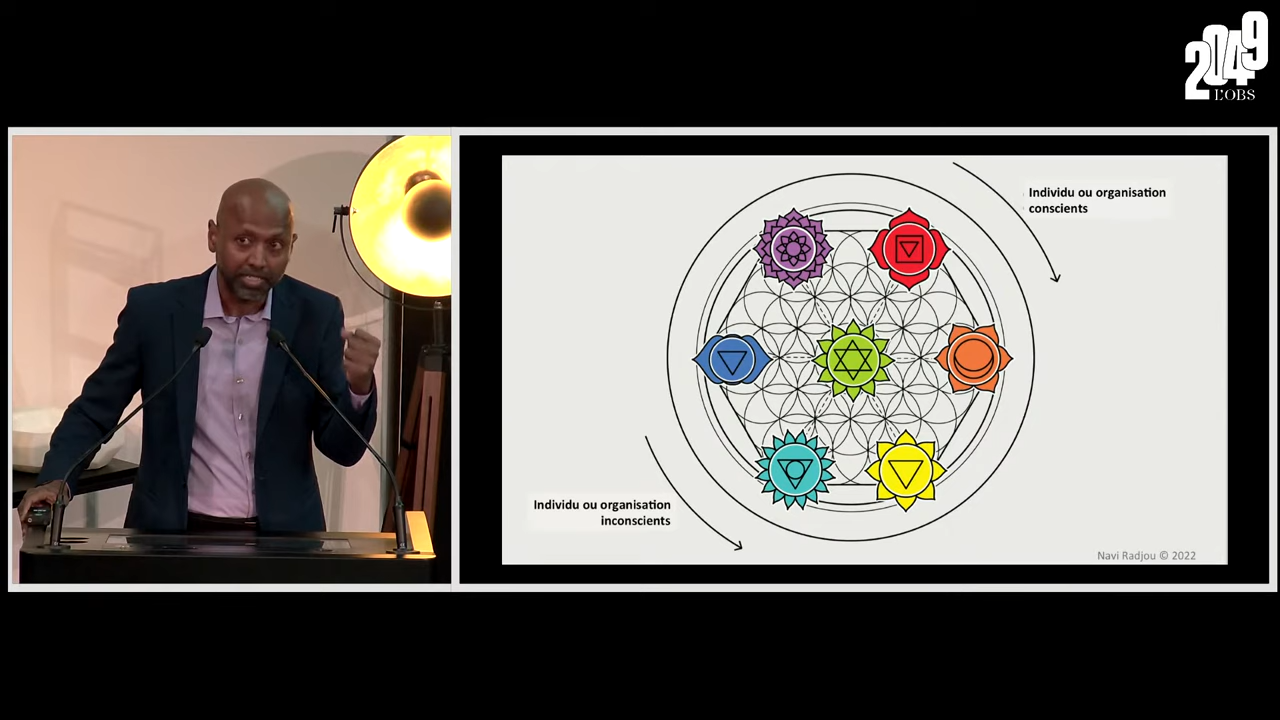 2049
L'OBS
Individu ou organisation
conscients
Individu ou organisation
inconscients
Navi Radjou © 2022